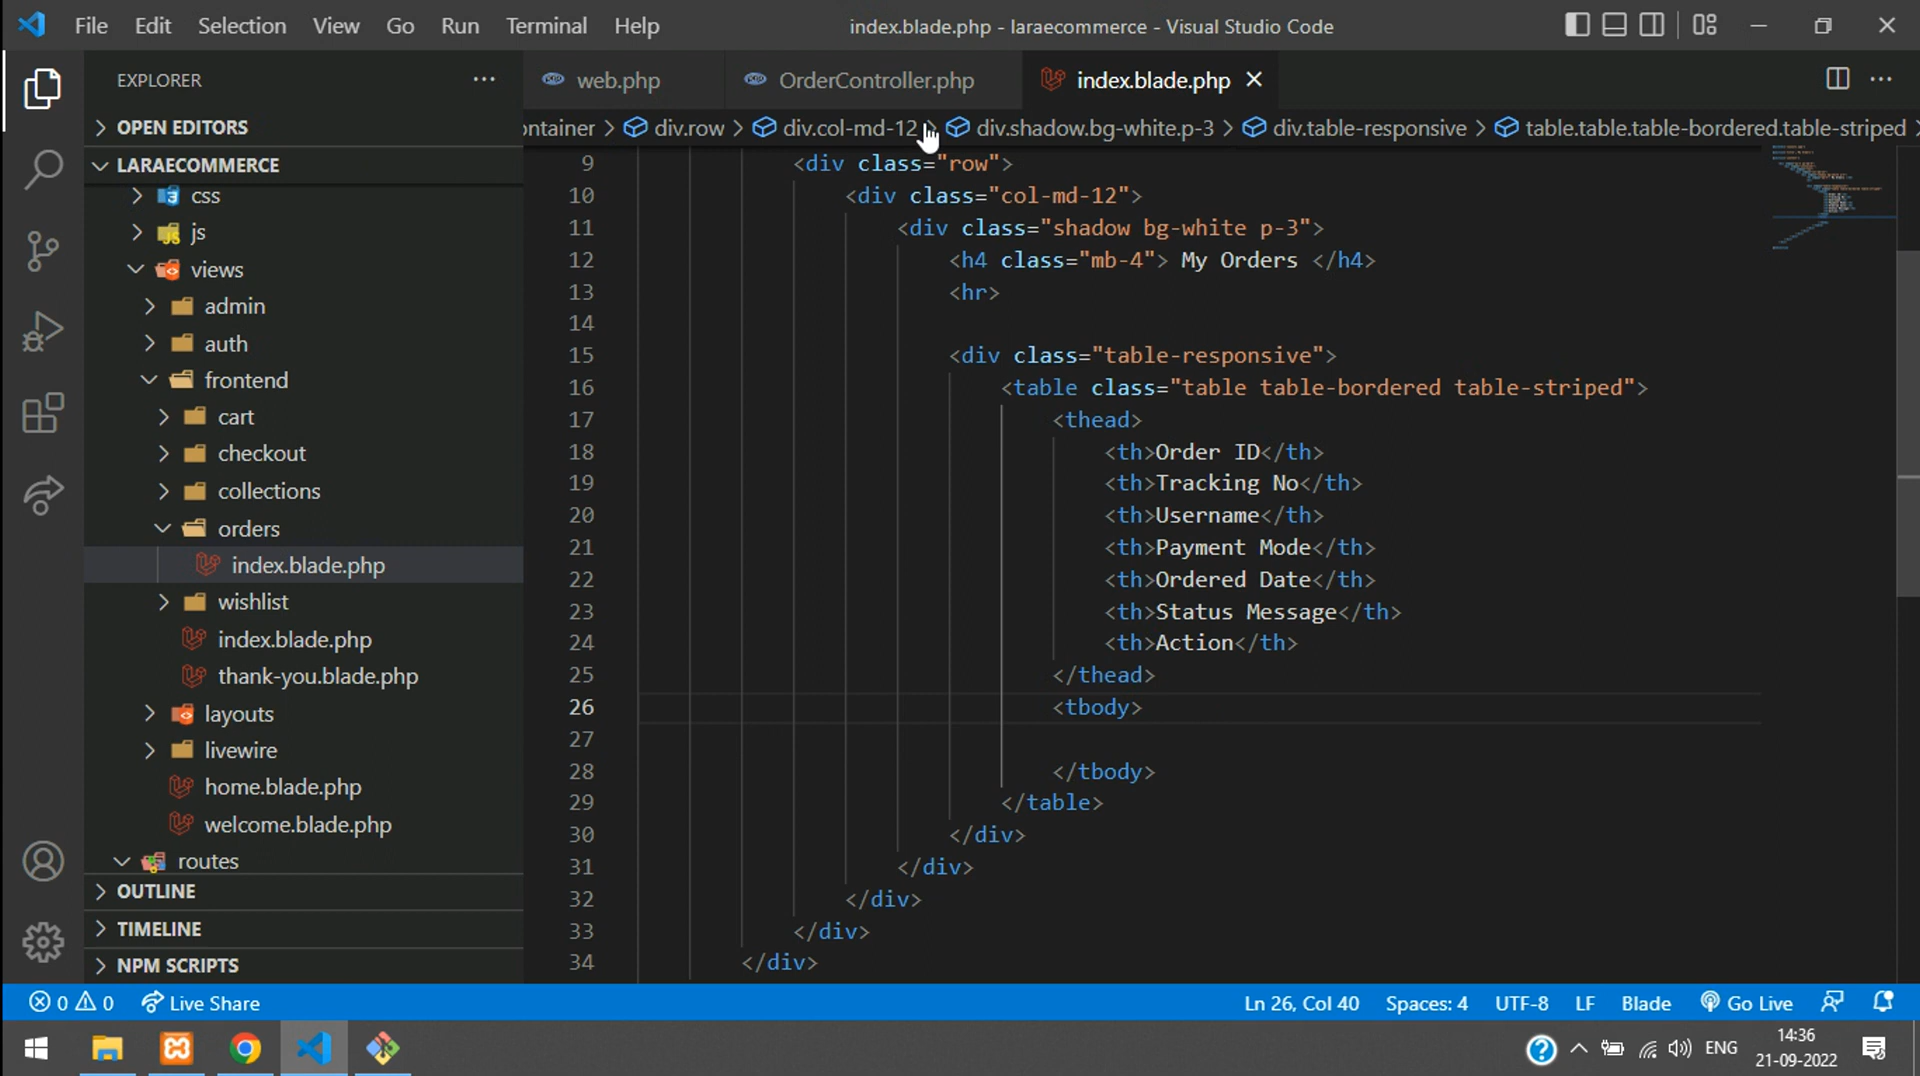 File Edit Selection View Go Run Terminal Help
index.blade.php - laraecommerce - Visual Studio Code
EXPLORER
OPEN EDITORS
LARAECOMMERCE
css
js
views
admin
auth
frontend
cart
checkout
collections
orders
index.blade.php
wishlist
index.blade.php
thank-you.blade.php
layouts
livewire
home.blade.php
welcome.blade.php
routes
OUTLINE
TIMELINE
NPM SCRIPTS
web.php OrderController.php index.blade.php
ontainer > div.row > div.col-md-12 > div.shadow.bg-white.p-3 > div.table-responsive > table.table.table-bordered.table-striped >
9 <div class="row">
10 <div class="col-md-12">
11 <div class="shadow bg-white p-3">
12 <h4 class="mb-4"> My Orders </h4>
13 <hr>
14
15 <div class="table-responsive">
16 <table class="table table-bordered table-striped">
17 <thead>
18 <th>Order ID</th>
19 <th>Tracking No</th>
20 <th>Username</th>
21 <th>Payment Mode</th>
22 <th>Ordered Date</th>
23 <th>Status Message</th>
24 <th>Action</th>
25 </thead>
26 <tbody>
27
28 </tbody>
29 </table>
30 </div>
31 </div>
32 </div>
33 </div>
34 </div>
0 0 Live Share Ln 26, Col 40 Spaces: 4 UTF-8 LF Blade Go Live
ENG 14:36
21-09-2022